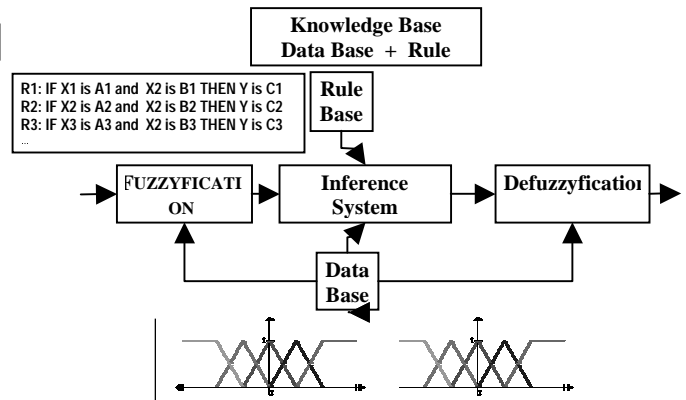 Knowledge Base
Data Base + Rule
R1: IF X1 is A1 and X2 is B1 THEN Y is C1
R2: IF X2 is A2 and X2 is B2 THEN Y is C2
R3: IF X3 is A3 and X2 is B3 THEN Y is C3
...
Rule
Base
FUZZYFICATI
ON
Inference
System
Defuzzyfication
Data
Base